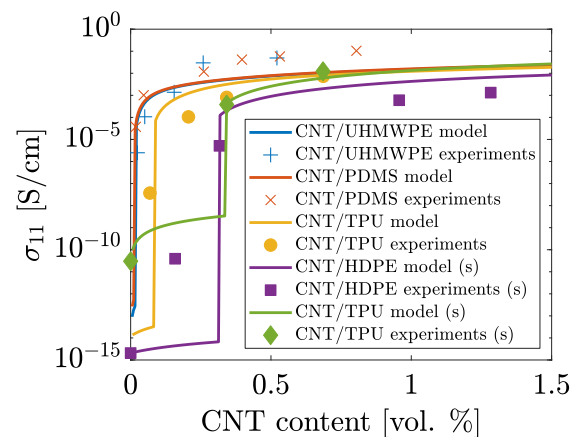 10^0
10^-5
10^-10
10^-15
σ_11 [S/cm]
CNT/UHMWPE model
CNT/UHMWPE experiments
CNT/PDMS model
CNT/PDMS experiments
CNT/TPU model
CNT/TPU experiments
CNT/HDPE model (s)
CNT/HDPE experiments (s)
CNT/TPU model (s)
CNT/TPU experiments (s)
0 0.5 1 1.5
CNT content [vol. %]